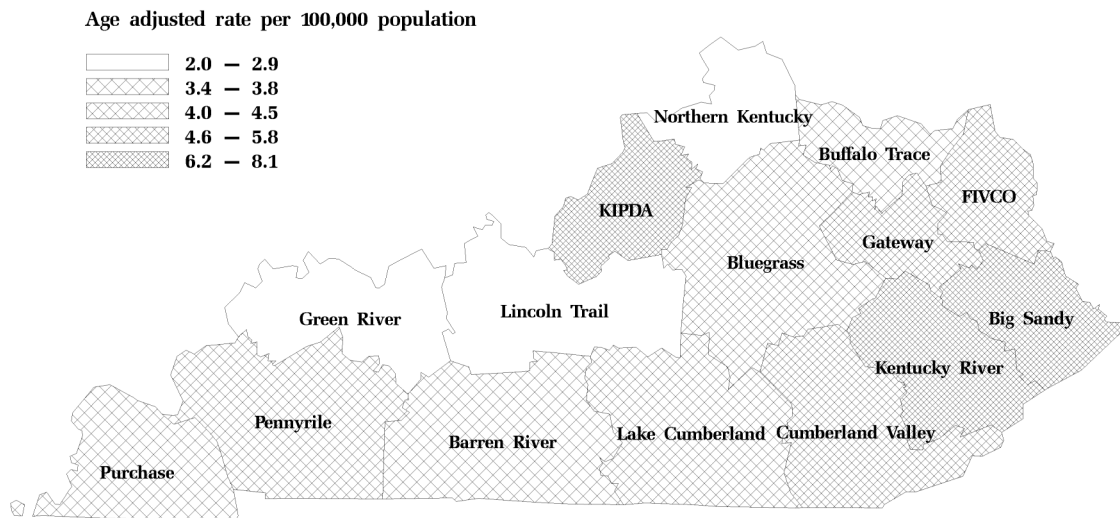 Age adjusted rate per 100,000 population
2.0 — 2.9
3.4 — 3.8
4.0 — 4.5
4.6 — 5.8
6.2 — 8.1
Northern Kentucky
Buffalo Trace
FIVCO
KIPDA
Gateway
Bluegrass
Lincoln Trail
Green River
Big Sandy
Kentucky River
Pennyrile
Barren River
Lake Cumberland
Cumberland Valley
Purchase